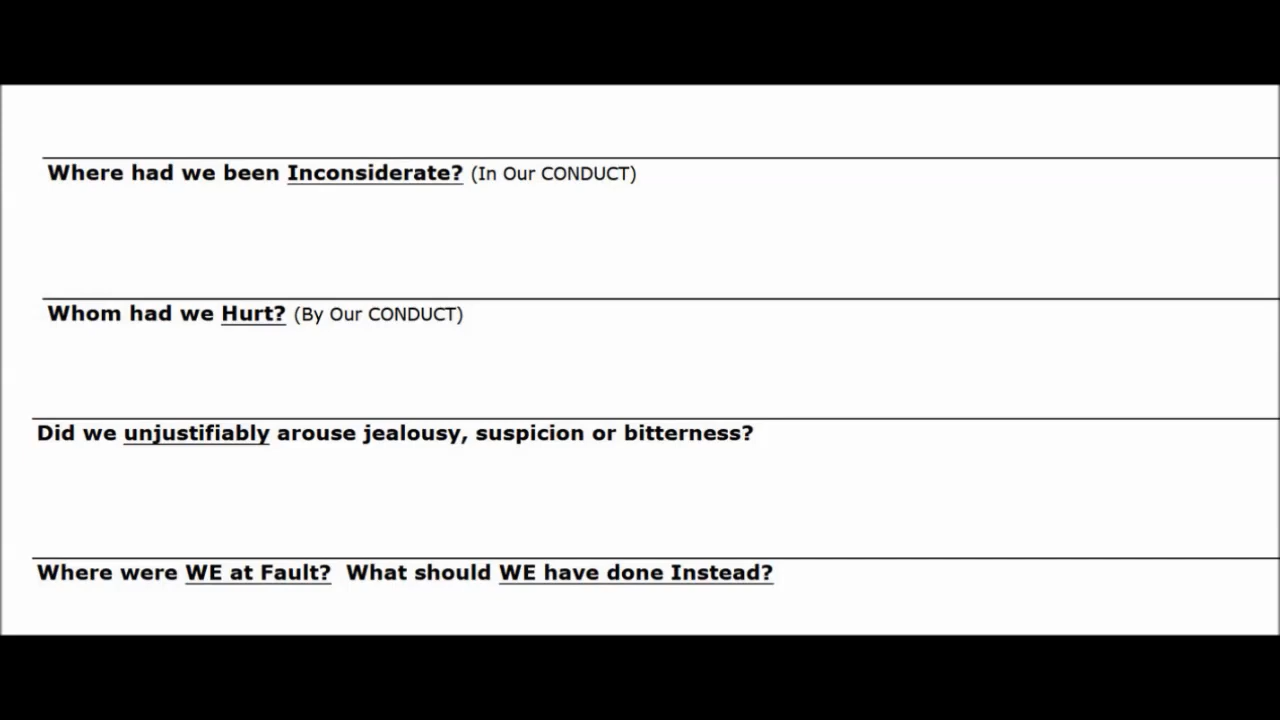 Where had we been Inconsiderate? (In Our CONDUCT)
Whom had we Hurt? (By Our CONDUCT)
Did we unjustifiably arouse jealousy, suspicion or bitterness?
Where were WE at Fault?  What should WE have done Instead?